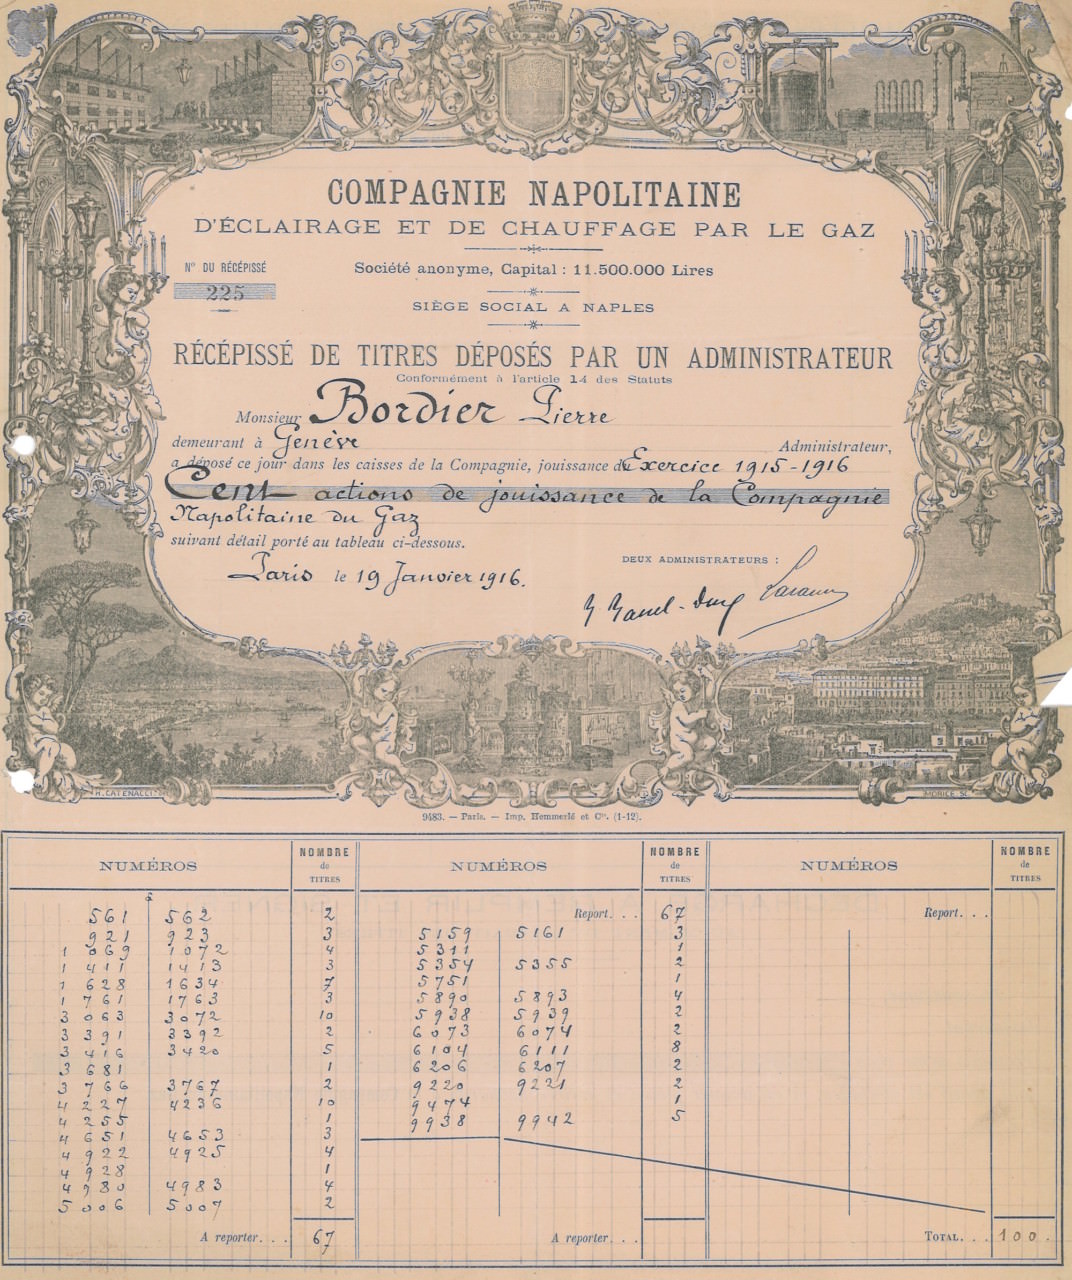 COMPAGNIE NAPOLITAINE
D'ÉCLAIRAGE ET DE CHAUFFAGE PAR LE GAZ
Nº DU RÉCÉPISSÉ
225
Société anonyme, Capital : 11.500.000 Lires
SIÈGE SOCIAL A NAPLES
RÉCÉPISSÉ DE TITRES DÉPOSÉS PAR UN ADMINISTRATEUR
Conformément à l'article 14 des Statuts
Monsieur Bordier Pierre
demeurant à Genève Administrateur,
a déposé ce jour dans les caisses de la Compagnie, jouissance de Exercice 1915-1916
Cent actions de jouissance de la Compagnie
Napolitaine du Gaz
suivant détail porté au tableau ci-dessous.
DEUX ADMINISTRATEURS :
Paris le 19 Janvier 1916.
H. CATENACCI
MORICE SC.
9483. — Paris. — Imp. Hemmerlé et Cie. (1-12).
NUMÉROS NOMBRE de TITRES NUMÉROS NOMBRE de TITRES NUMÉROS NOMBRE de TITRES
à
561 562 2 Report. . . 67 Report. . .
921 923 3 5159 5161 3
1069 1072 4 5311 1
1411 1413 3 5354 5355 2
1628 1634 7 5751 1
1761 1763 3 5890 5893 4
3063 3072 10 5938 5939 2
3391 3392 2 6073 6074 2
3416 3420 5 6104 6111 8
3681 1 6206 6207 2
3766 3767 2 9220 9221 2
4227 4236 10 9474 1
4255 1 9938 9942 5
4651 4653 3
4922 4925 4
4928 1
4980 4983 4
5006 5007 2
A reporter. . . 67 A reporter. . . TOTAL. . . 100.